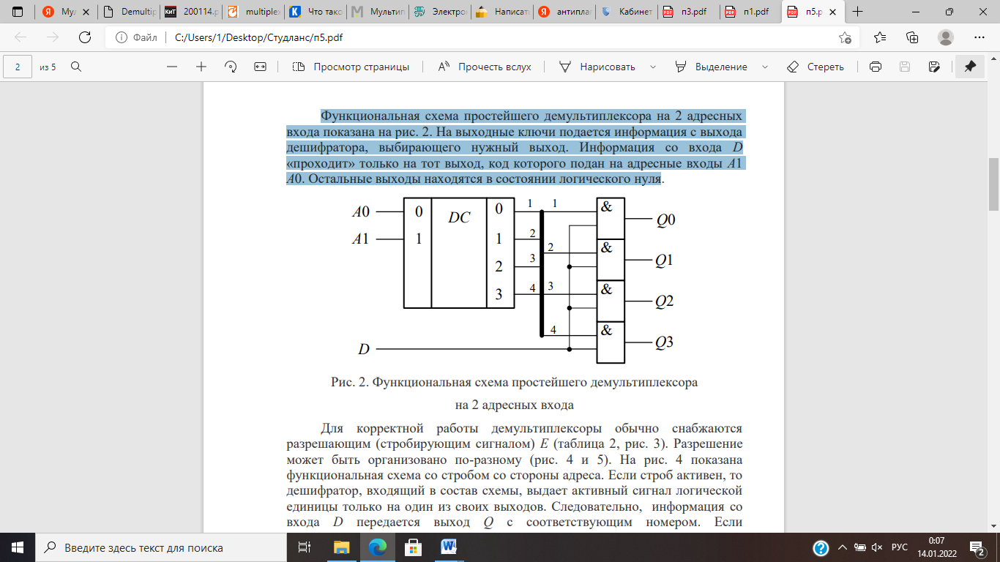 Мул
Demultip
200114.p
multiplex
Что такс
Мультип
Электро
Написат
антиплаг
Кабинет
п3.pdf
п1.pdf
п5.p
Файл
C:/Users/1/Desktop/Студланс/п5.pdf
2 из 5
Просмотр страницы
Прочесть вслух
Нарисовать
Выделение
Стереть
Функциональная схема простейшего демультиплексора на 2 адресных
входа показана на рис. 2. На выходные ключи подается информация с выхода
дешифратора, выбирающего нужный выход. Информация со входа D
«проходит» только на тот выход, код которого подан на адресные входы A1
A0. Остальные выходы находятся в состоянии логического нуля.
A0 0 DC 0 1 1 & Q0
A1 1 1 2 2 & Q1
2 3 3 & Q2
3 4 4 & Q3
D
Рис. 2. Функциональная схема простейшего демультиплексора
на 2 адресных входа
Для корректной работы демультиплексоры обычно снабжаются
разрешающим (стробирующим сигналом) E (таблица 2, рис. 3). Разрешение
может быть организовано по-разному (рис. 4 и 5). На рис. 4 показана
функциональная схема со стробом со стороны адреса. Если строб активен, то
дешифратор, входящий в состав схемы, выдает активный сигнал логической
единицы только на один из своих выходов. Следовательно, информация со
входа D передается выход Q с соответствующим номером. Если
Введите здесь текст для поиска
РУС
0:07
14.01.2022
2